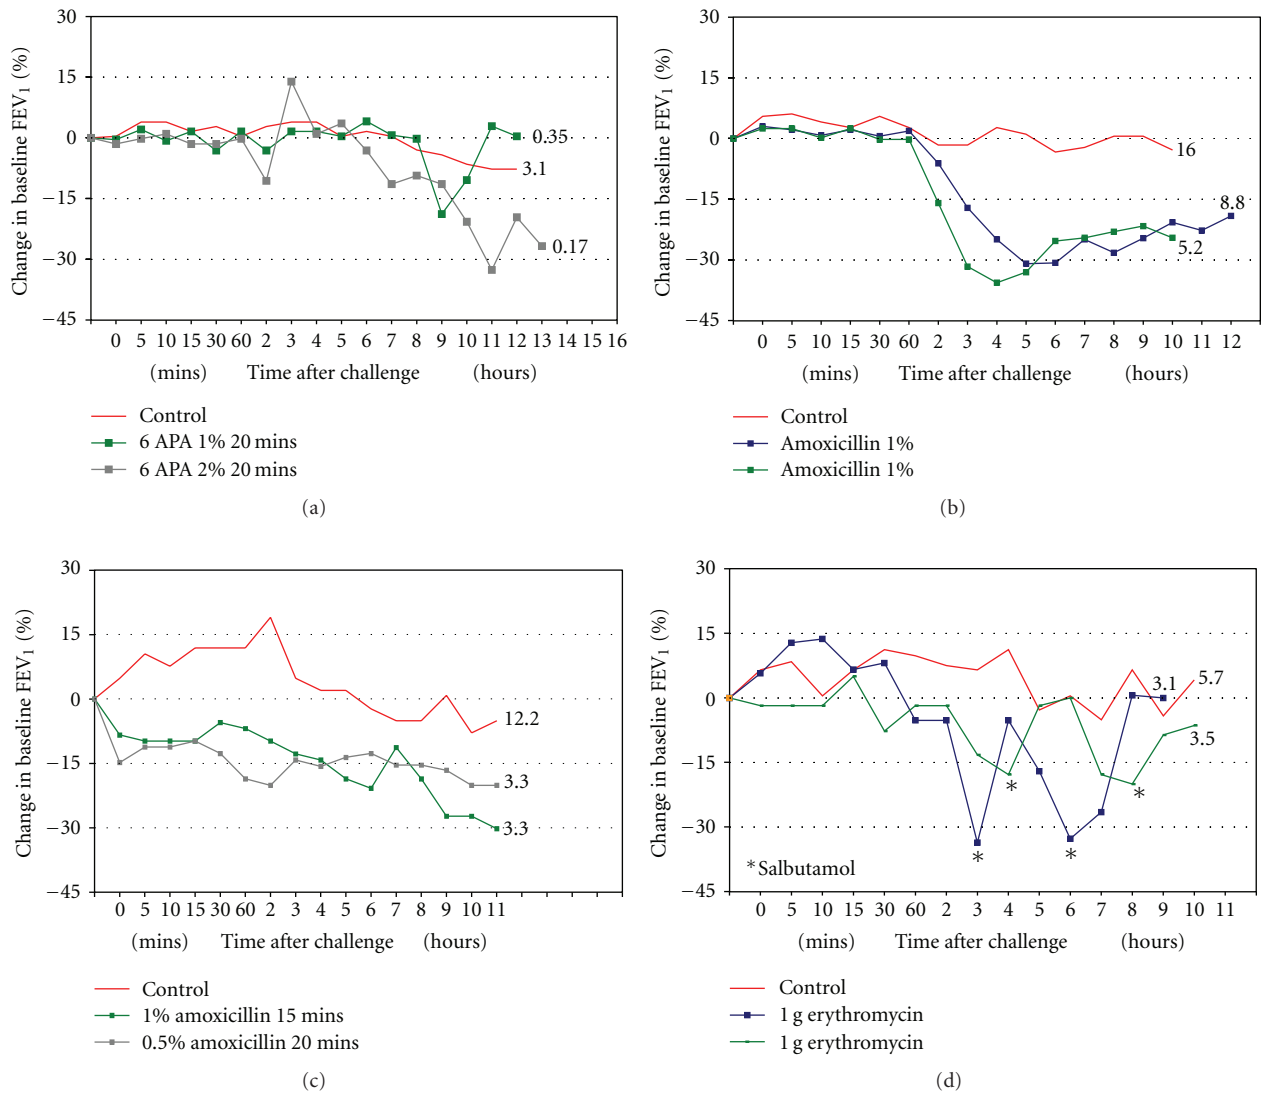 30
15
0
−15
−30
−45
Change in baseline FEV1 (%)
0.35
3.1
0.17
0 5 10 15 30 60 2 3 4 5 6 7 8 9 10 11 12 13 14 15 16
(mins) Time after challenge (hours)
Control
6 APA 1% 20 mins
6 APA 2% 20 mins
(a)
30
15
0
−15
−30
−45
Change in baseline FEV1 (%)
16
8.8
5.2
0 5 10 15 30 60 2 3 4 5 6 7 8 9 10 11 12
(mins) Time after challenge (hours)
Control
Amoxicillin 1%
Amoxicillin 1%
(b)
30
15
0
−15
−30
−45
Change in baseline FEV1 (%)
12.2
3.3
3.3
0 5 10 15 30 60 2 3 4 5 6 7 8 9 10 11
(mins) Time after challenge (hours)
Control
1% amoxicillin 15 mins
0.5% amoxicillin 20 mins
(c)
30
15
0
−15
−30
−45
Change in baseline FEV1 (%)
3.1
5.7
3.5
*
*
*
*
*Salbutamol
0 5 10 15 30 60 2 3 4 5 6 7 8 9 10 11
(mins) Time after challenge (hours)
Control
1 g erythromycin
1 g erythromycin
(d)